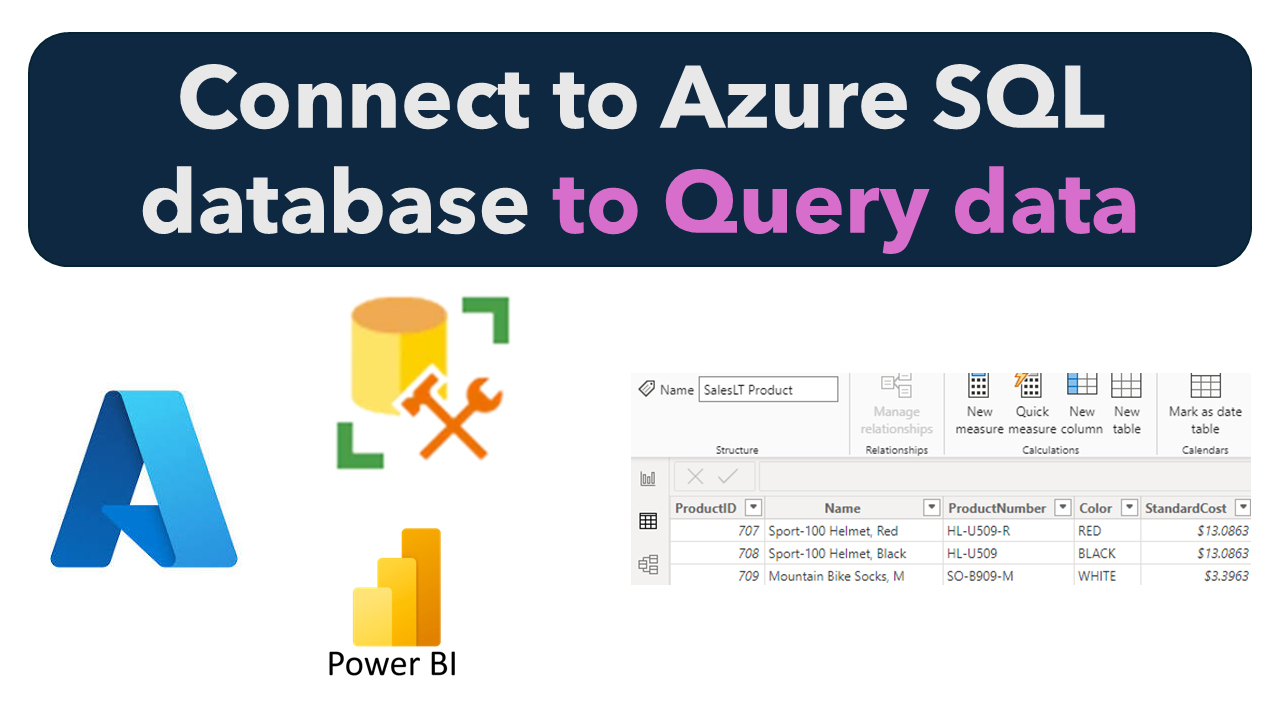 Connect to Azure SQL
database to Query data
Name SalesLT Product
Manage relationships
New measure
Quick measure
New column
New table
Mark as date table
Structure
Relationships
Calculations
Calendars
ProductID Name ProductNumber Color StandardCost
707 Sport-100 Helmet, Red HL-U509-R RED $13.0863
708 Sport-100 Helmet, Black HL-U509 BLACK $13.0863
709 Mountain Bike Socks, M SO-B909-M WHITE $3.3963
Power BI